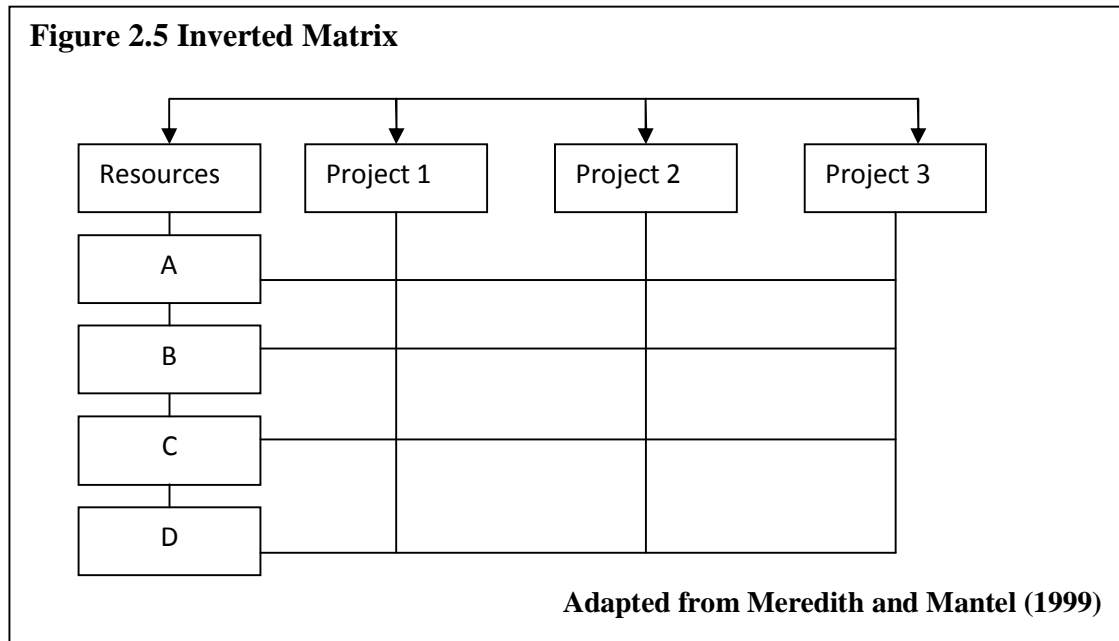 Figure 2.5 Inverted Matrix
Resources
Project 1
Project 2
Project 3
A
B
C
D
Adapted from Meredith and Mantel (1999)